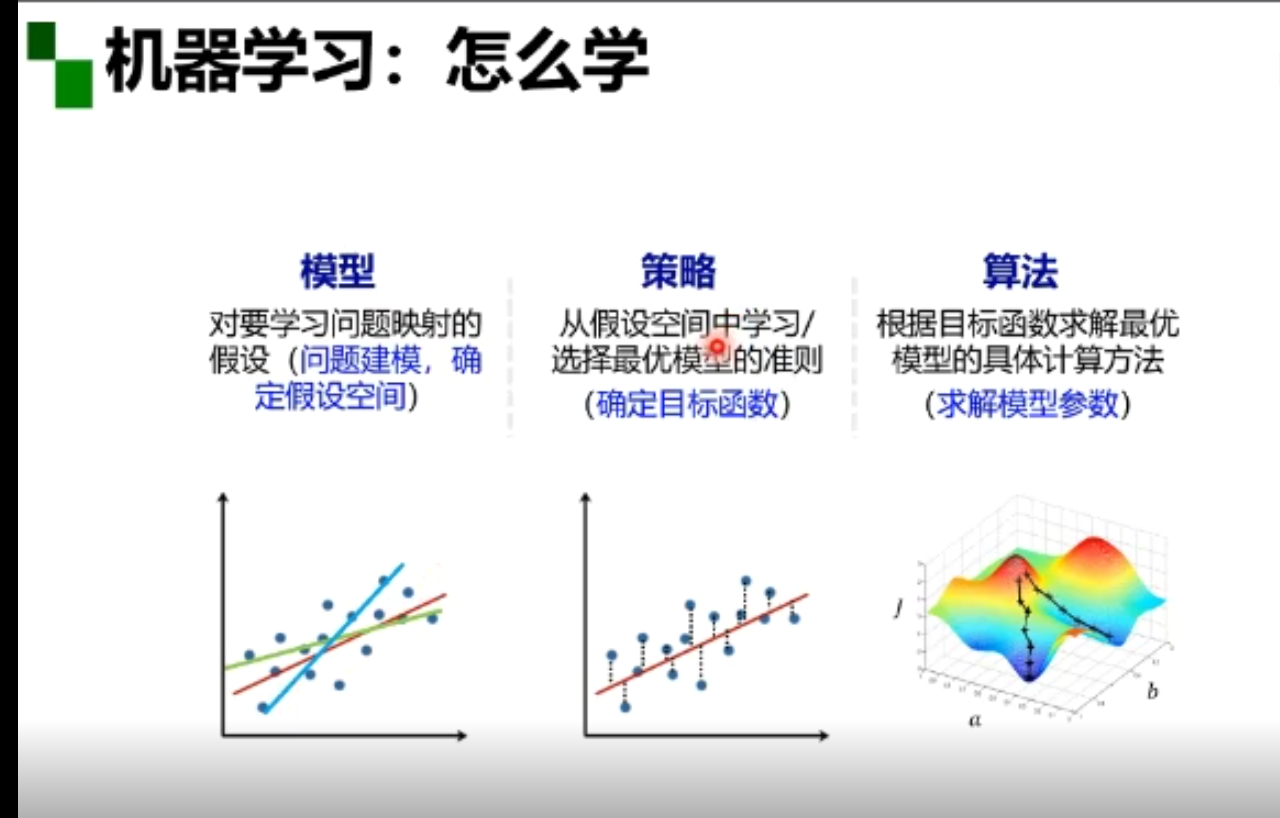 机器学习：怎么学
模型
对要学习问题映射的
假设（问题建模，确
定假设空间）
策略
从假设空间中学习/
选择最优模型的准则
（确定目标函数）
算法
根据目标函数求解最优
模型的具体计算方法
（求解模型参数）
J
a
b